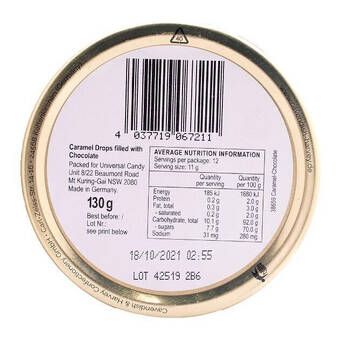 40
4 037719 067211
Caramel Drops filled with
Chocolate
Packed for Universal Candy
Unit 8/22 Beaumont Road
Mt Kuring-Gai NSW 2080
Made in Germany.
130 g
Best before: /
Lot Nr.:
see print below
AVERAGE NUTRITION INFORMATION
Servings per package: 12
Serving size: 11 g
Quantity per serving Quantity per 100 g
Energy 185 kJ 1680 kJ
Protein 0.2 g 2.0 g
Fat, total 0.3 g 3.0 g
- saturated 0.2 g 2.0 g
Carbohydrate, total 10.1 g 92.0 g
- sugars 7.7 g 70.0 g
Sodium 31 mg 280 mg
38659 Caramel-Chocolate
18/10/2021 02:55
LOT 42519 2B6
Cavendish & Harvey Confectionery GmbH